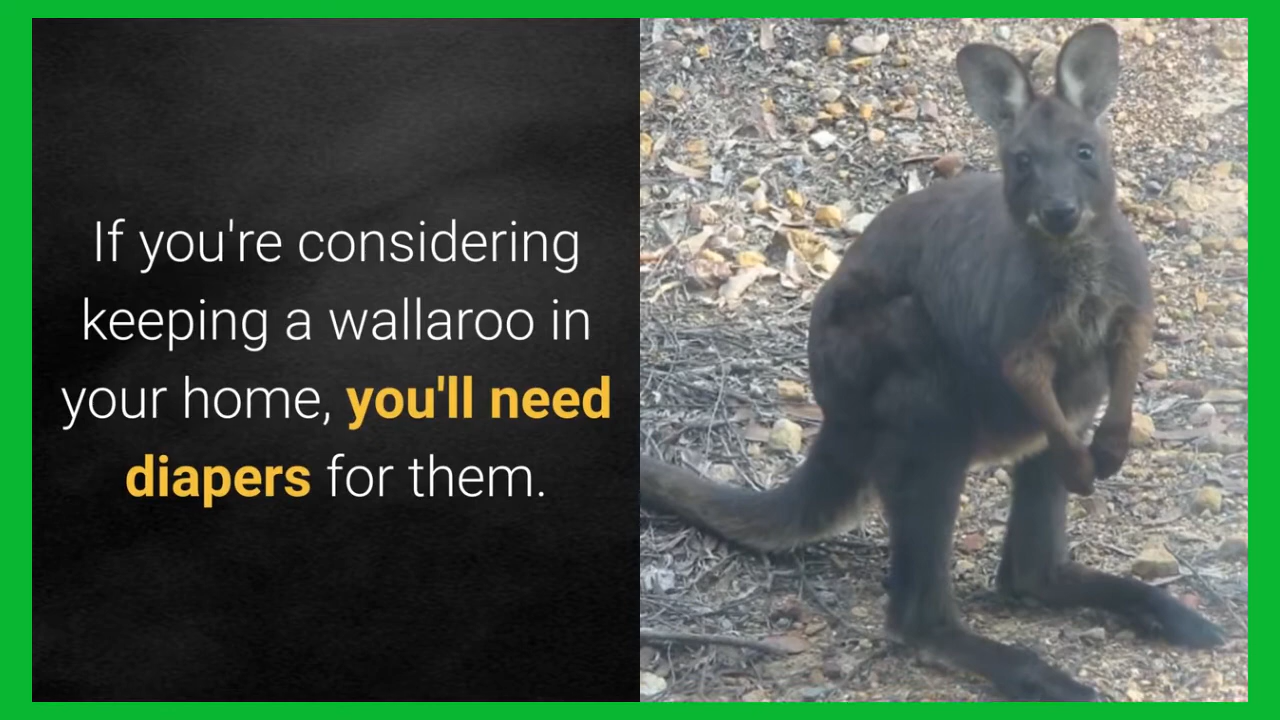 If you're considering
keeping a wallaroo in
your home, you'll need
diapers for them.